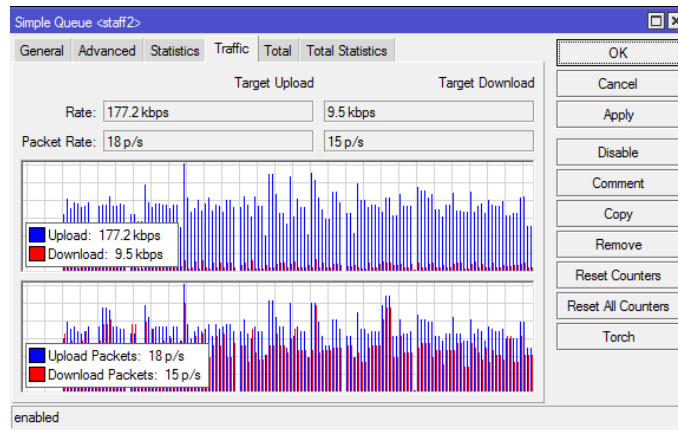 Simple Queue <staff2>
General Advanced Statistics Traffic Total Total Statistics
Target Upload Target Download
Rate: 177.2 kbps 9.5 kbps
Packet Rate: 18 p/s 15 p/s
Upload: 177.2 kbps
Download: 9.5 kbps
Upload Packets: 18 p/s
Download Packets: 15 p/s
OK
Cancel
Apply
Disable
Comment
Copy
Remove
Reset Counters
Reset All Counters
Torch
enabled